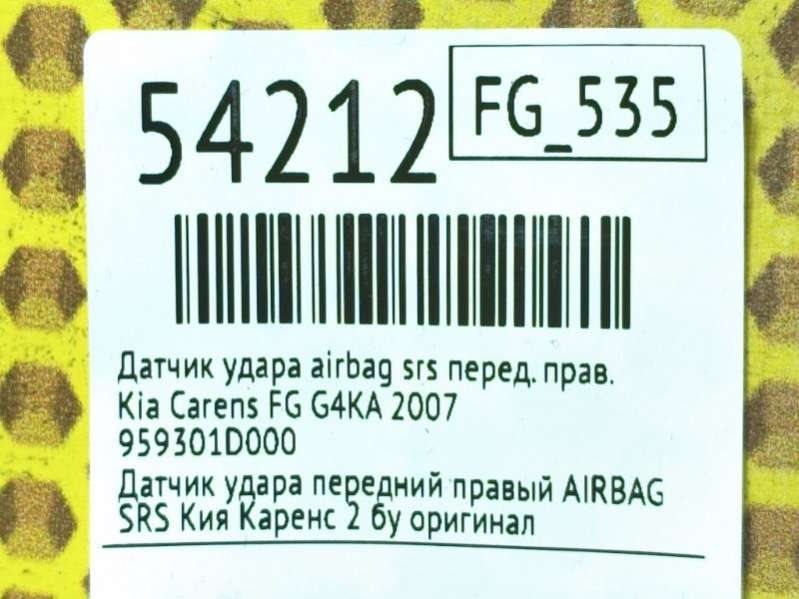 54212
FG_535
Датчик удара airbag srs перед. прав.
Kia Carens FG G4KA 2007
959301D000
Датчик удара передний правый AIRBAG
SRS Кия Каренс 2 бу оригинал